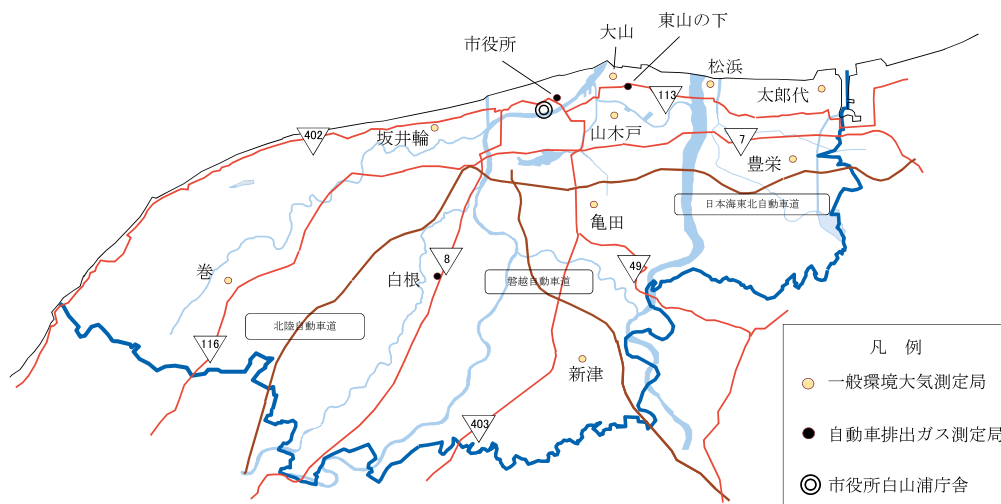 東山の下
大山
市役所
松浜
太郎代
113
402
坂井輪
山木戸
7
豊栄
日本海東北自動車道
亀田
8
49
巻
白根
磐越自動車道
北陸自動車道
116
新津
403
凡 例
一般環境大気測定局
自動車排出ガス測定局
市役所白山浦庁舎